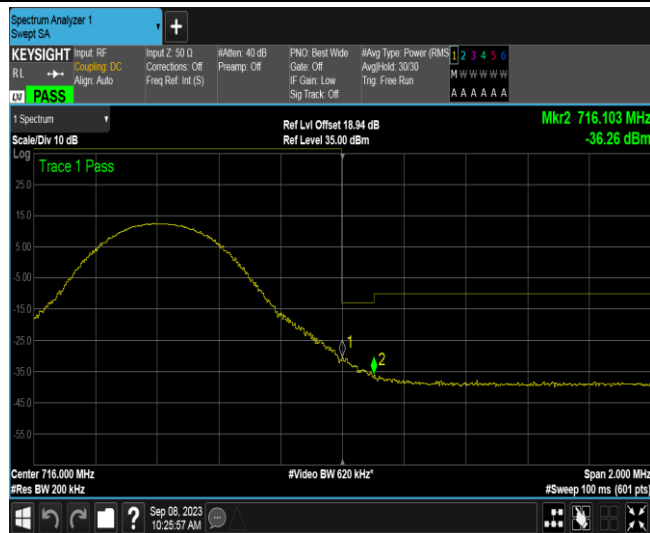 Spectrum Analyzer 1
Swept SA
+
KEYSIGHT
RL
LXI PASS
Input: RF
Coupling: DC
Align: Auto
Input Z: 50 Ω
Corrections: Off
Freq Ref: Int (S)
#Atten: 40 dB
Preamp: Off
PNO: Best Wide
Gate: Off
IF Gain: Low
Sig Track: Off
#Avg Type: Power (RMS
Avg|Hold: 30/30
Trig: Free Run
1 2 3 4 5 6
M W W W W W
A A A A A A
1 Spectrum
Scale/Div 10 dB
Ref Lvl Offset 18.94 dB
Ref Level 35.00 dBm
Mkr2 716.103 MHz
-36.26 dBm
Log
Trace 1 Pass
25.0
15.0
5.00
-5.00
-15.0
-25.0
-35.0
-45.0
-55.0
1
2
Center 716.000 MHz
#Res BW 200 kHz
#Video BW 620 kHz*
Span 2.000 MHz
#Sweep 100 ms (601 pts)
?
Sep 08, 2023
10:25:57 AM